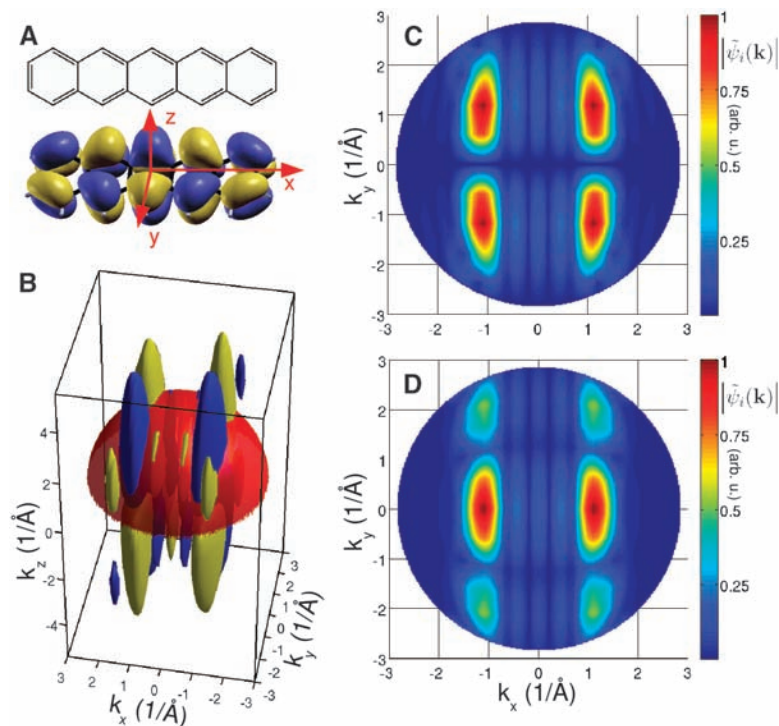 A
z
x
y
B
4
2
0
-2
-4
k_z (1/Å)
3 2 1 0 -1 -2 -3
k_x (1/Å)
3
2
1
0
-1
-2
-3
k_y (1/Å)
C
3
2
1
0
-1
-2
-3
k_y (1/Å)
-3 -2 -1 0 1 2 3
1
0.75
0.5
0.25
|ψ̃_i(k)|
(arb. u.)
D
3
2
1
0
-1
-2
-3
k_y (1/Å)
-3 -2 -1 0 1 2 3
k_x (1/Å)
1
0.75
0.5
0.25
|ψ̃_i(k)|
(arb. u.)